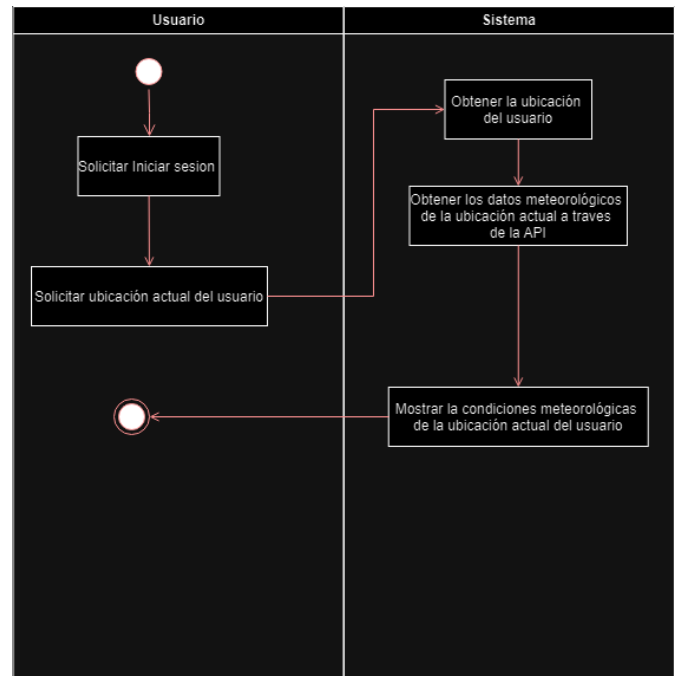 Usuario
Sistema
Solicitar Iniciar sesion
Solicitar ubicación actual del usuario
Obtener la ubicación
del usuario
Obtener los datos meteorológicos
de la ubicación actual a traves
de la API
Mostrar la condiciones meteorológicas
de la ubicación actual del usuario